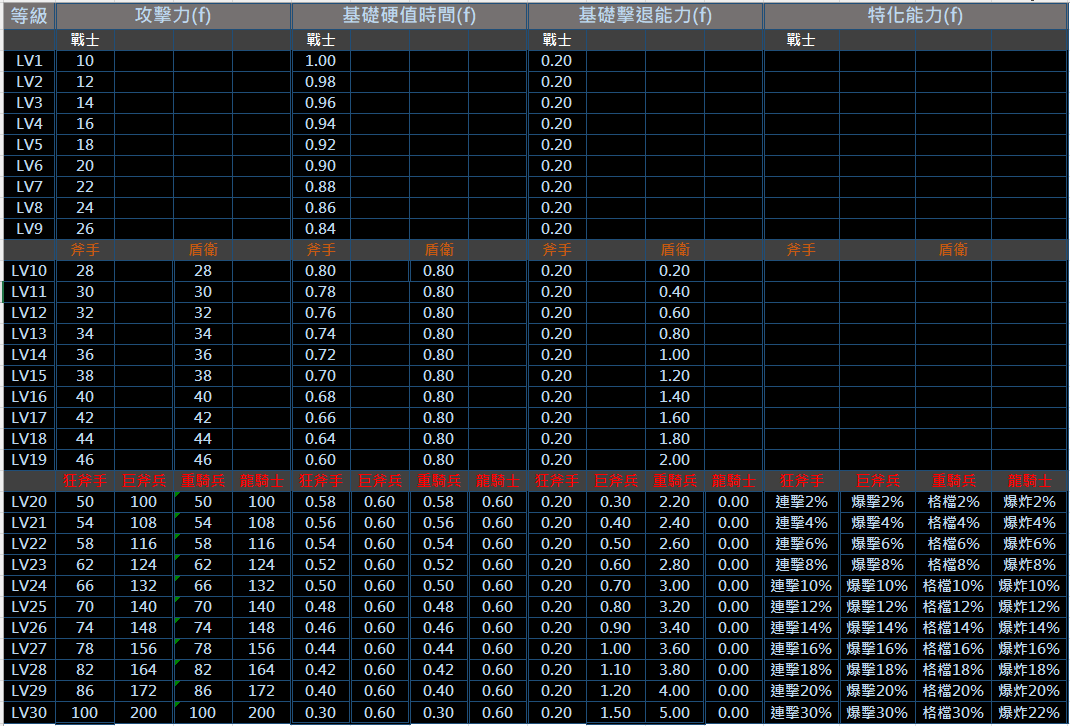 等級 攻擊力(f) 基礎硬值時間(f) 基礎擊退能力(f) 特化能力(f)
戰士 戰士 戰士 戰士
LV1 10 1.00 0.20
LV2 12 0.98 0.20
LV3 14 0.96 0.20
LV4 16 0.94 0.20
LV5 18 0.92 0.20
LV6 20 0.90 0.20
LV7 22 0.88 0.20
LV8 24 0.86 0.20
LV9 26 0.84 0.20
斧手 盾衛 斧手 盾衛 斧手 盾衛 斧手 盾衛
LV10 28 28 0.80 0.80 0.20 0.20
LV11 30 30 0.78 0.80 0.20 0.40
LV12 32 32 0.76 0.80 0.20 0.60
LV13 34 34 0.74 0.80 0.20 0.80
LV14 36 36 0.72 0.80 0.20 1.00
LV15 38 38 0.70 0.80 0.20 1.20
LV16 40 40 0.68 0.80 0.20 1.40
LV17 42 42 0.66 0.80 0.20 1.60
LV18 44 44 0.64 0.80 0.20 1.80
LV19 46 46 0.60 0.80 0.20 2.00
狂斧手 巨斧兵 重騎兵 龍騎士 狂斧手 巨斧兵 重騎兵 龍騎士 狂斧手 巨斧兵 重騎兵 龍騎士 狂斧手 巨斧兵 重騎兵 龍騎士
LV20 50 100 50 100 0.58 0.60 0.58 0.60 0.20 0.30 2.20 0.00 連擊2% 爆擊2% 格檔2% 爆炸2%
LV21 54 108 54 108 0.56 0.60 0.56 0.60 0.20 0.40 2.40 0.00 連擊4% 爆擊4% 格檔4% 爆炸4%
LV22 58 116 58 116 0.54 0.60 0.54 0.60 0.20 0.50 2.60 0.00 連擊6% 爆擊6% 格檔6% 爆炸6%
LV23 62 124 62 124 0.52 0.60 0.52 0.60 0.20 0.60 2.80 0.00 連擊8% 爆擊8% 格檔8% 爆炸8%
LV24 66 132 66 132 0.50 0.60 0.50 0.60 0.20 0.70 3.00 0.00 連擊10% 爆擊10% 格檔10% 爆炸10%
LV25 70 140 70 140 0.48 0.60 0.48 0.60 0.20 0.80 3.20 0.00 連擊12% 爆擊12% 格檔12% 爆炸12%
LV26 74 148 74 148 0.46 0.60 0.46 0.60 0.20 0.90 3.40 0.00 連擊14% 爆擊14% 格檔14% 爆炸14%
LV27 78 156 78 156 0.44 0.60 0.44 0.60 0.20 1.00 3.60 0.00 連擊16% 爆擊16% 格檔16% 爆炸16%
LV28 82 164 82 164 0.42 0.60 0.42 0.60 0.20 1.10 3.80 0.00 連擊18% 爆擊18% 格檔18% 爆炸18%
LV29 86 172 86 172 0.40 0.60 0.40 0.60 0.20 1.20 4.00 0.00 連擊20% 爆擊20% 格檔20% 爆炸20%
LV30 100 200 100 200 0.30 0.60 0.30 0.60 0.20 1.50 5.00 0.00 連擊30% 爆擊30% 格檔30% 爆炸22%